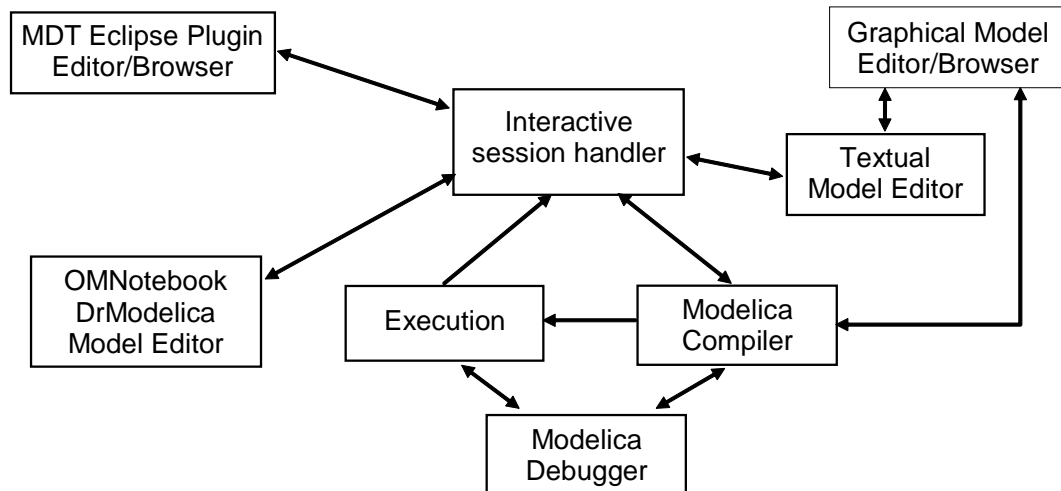 MDT Eclipse Plugin
Editor/Browser
Graphical Model
Editor/Browser
Interactive
session handler
Textual
Model Editor
OMNotebook
DrModelica
Model Editor
Execution
Modelica
Compiler
Modelica
Debugger